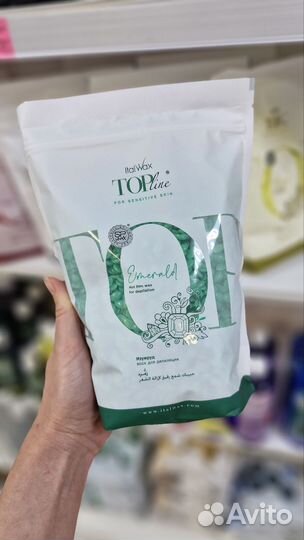 ItalWax
TOPline
FOR SENSITIVE SKIN
TOP
Emerald
Hot film wax
for depilation
Изумруд
воск для депиляции
www.italwax.com
Avito